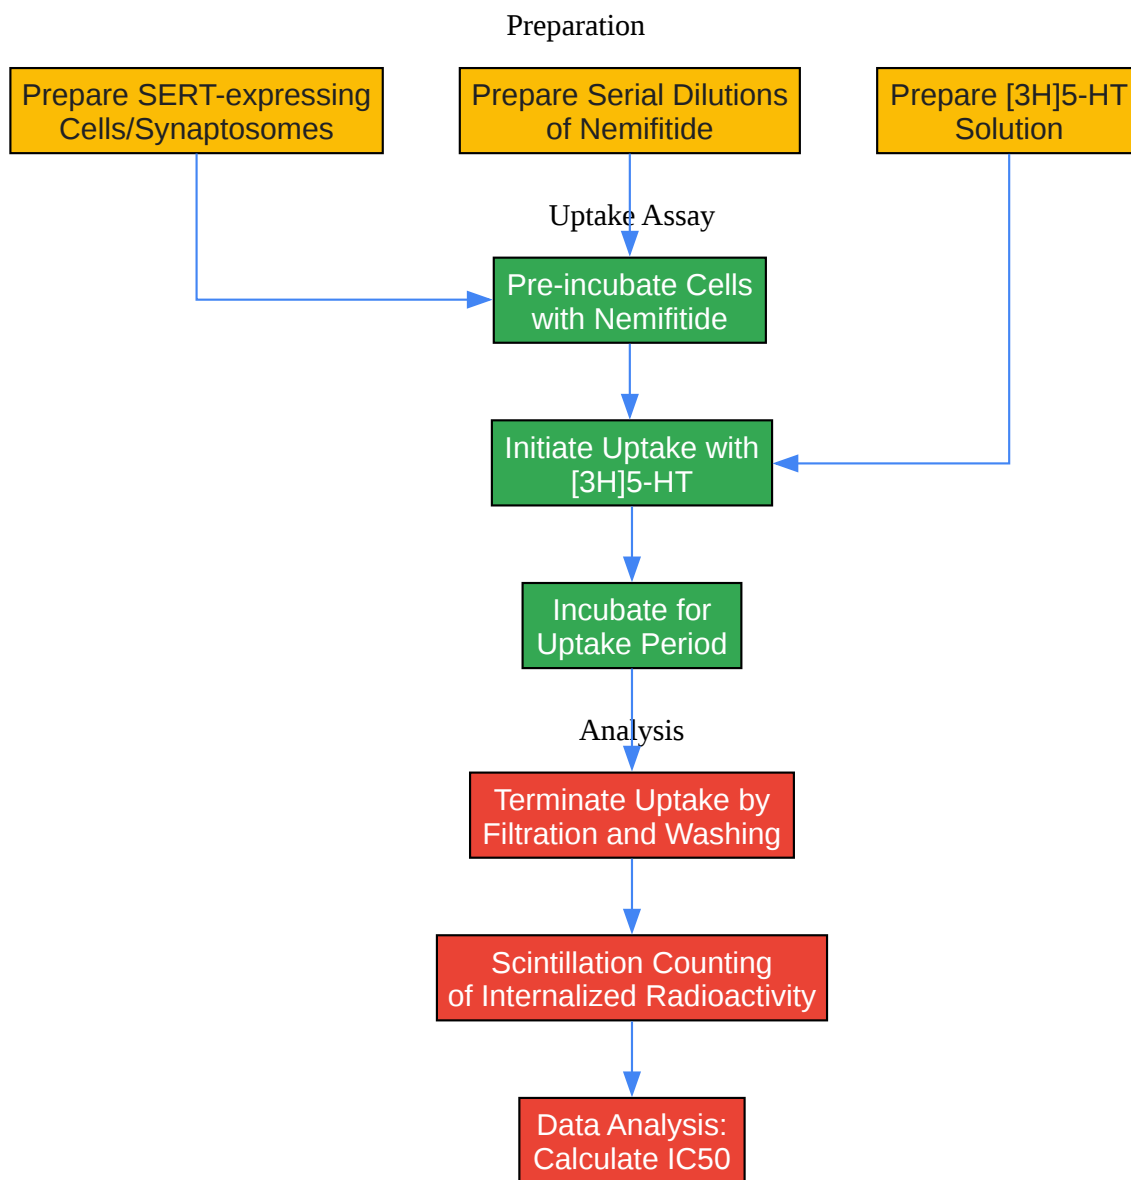 Preparation
Prepare SERT-expressing
Cells/Synaptosomes
Prepare Serial Dilutions
of Nemifitide
Prepare [3H]5-HT
Solution
Uptake Assay
Pre-incubate Cells
with Nemifitide
Initiate Uptake with
[3H]5-HT
Incubate for
Uptake Period
Analysis
Terminate Uptake by
Filtration and Washing
Scintillation Counting
of Internalized Radioactivity
Data Analysis:
Calculate IC50